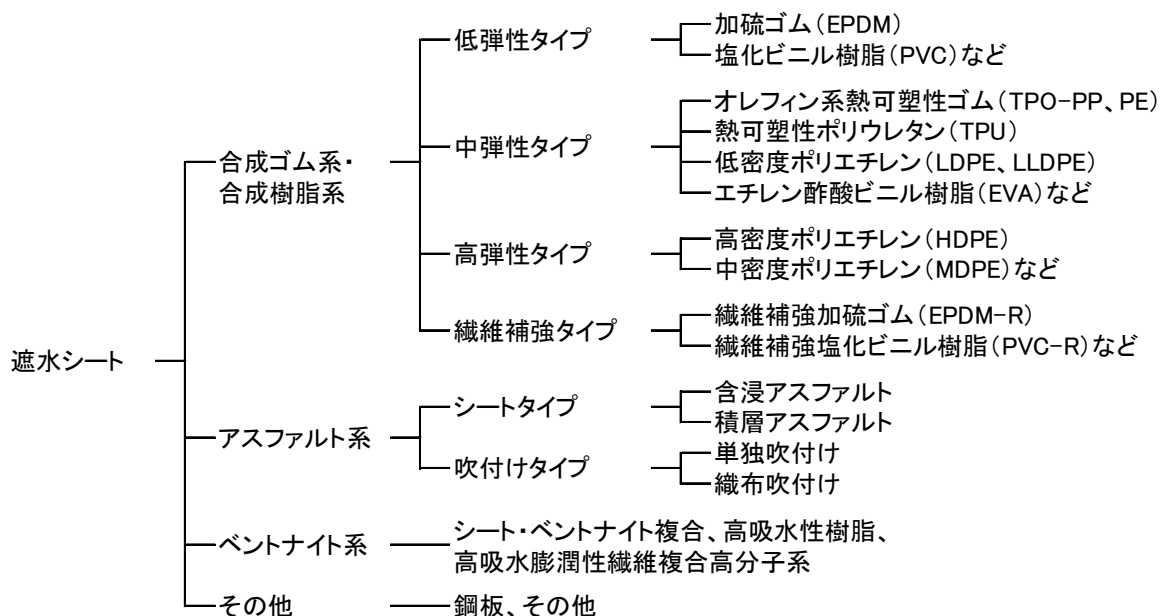 遮水シート
合成ゴム系・
合成樹脂系
低弾性タイプ
加硫ゴム（EPDM）
塩化ビニル樹脂（PVC）など
中弾性タイプ
オレフィン系熱可塑性ゴム（TPO-PP、PE）
熱可塑性ポリウレタン（TPU）
低密度ポリエチレン（LDPE、LLDPE）
エチレン酢酸ビニル樹脂（EVA）など
高弾性タイプ
高密度ポリエチレン（HDPE）
中密度ポリエチレン（MDPE）など
繊維補強タイプ
繊維補強加硫ゴム（EPDM-R）
繊維補強塩化ビニル樹脂（PVC-R）など
アスファルト系
シートタイプ
含浸アスファルト
積層アスファルト
吹付けタイプ
単独吹付け
織布吹付け
ベントナイト系
シート・ベントナイト複合、高吸水性樹脂、
高吸水膨潤性繊維複合高分子系
その他
鋼板、その他